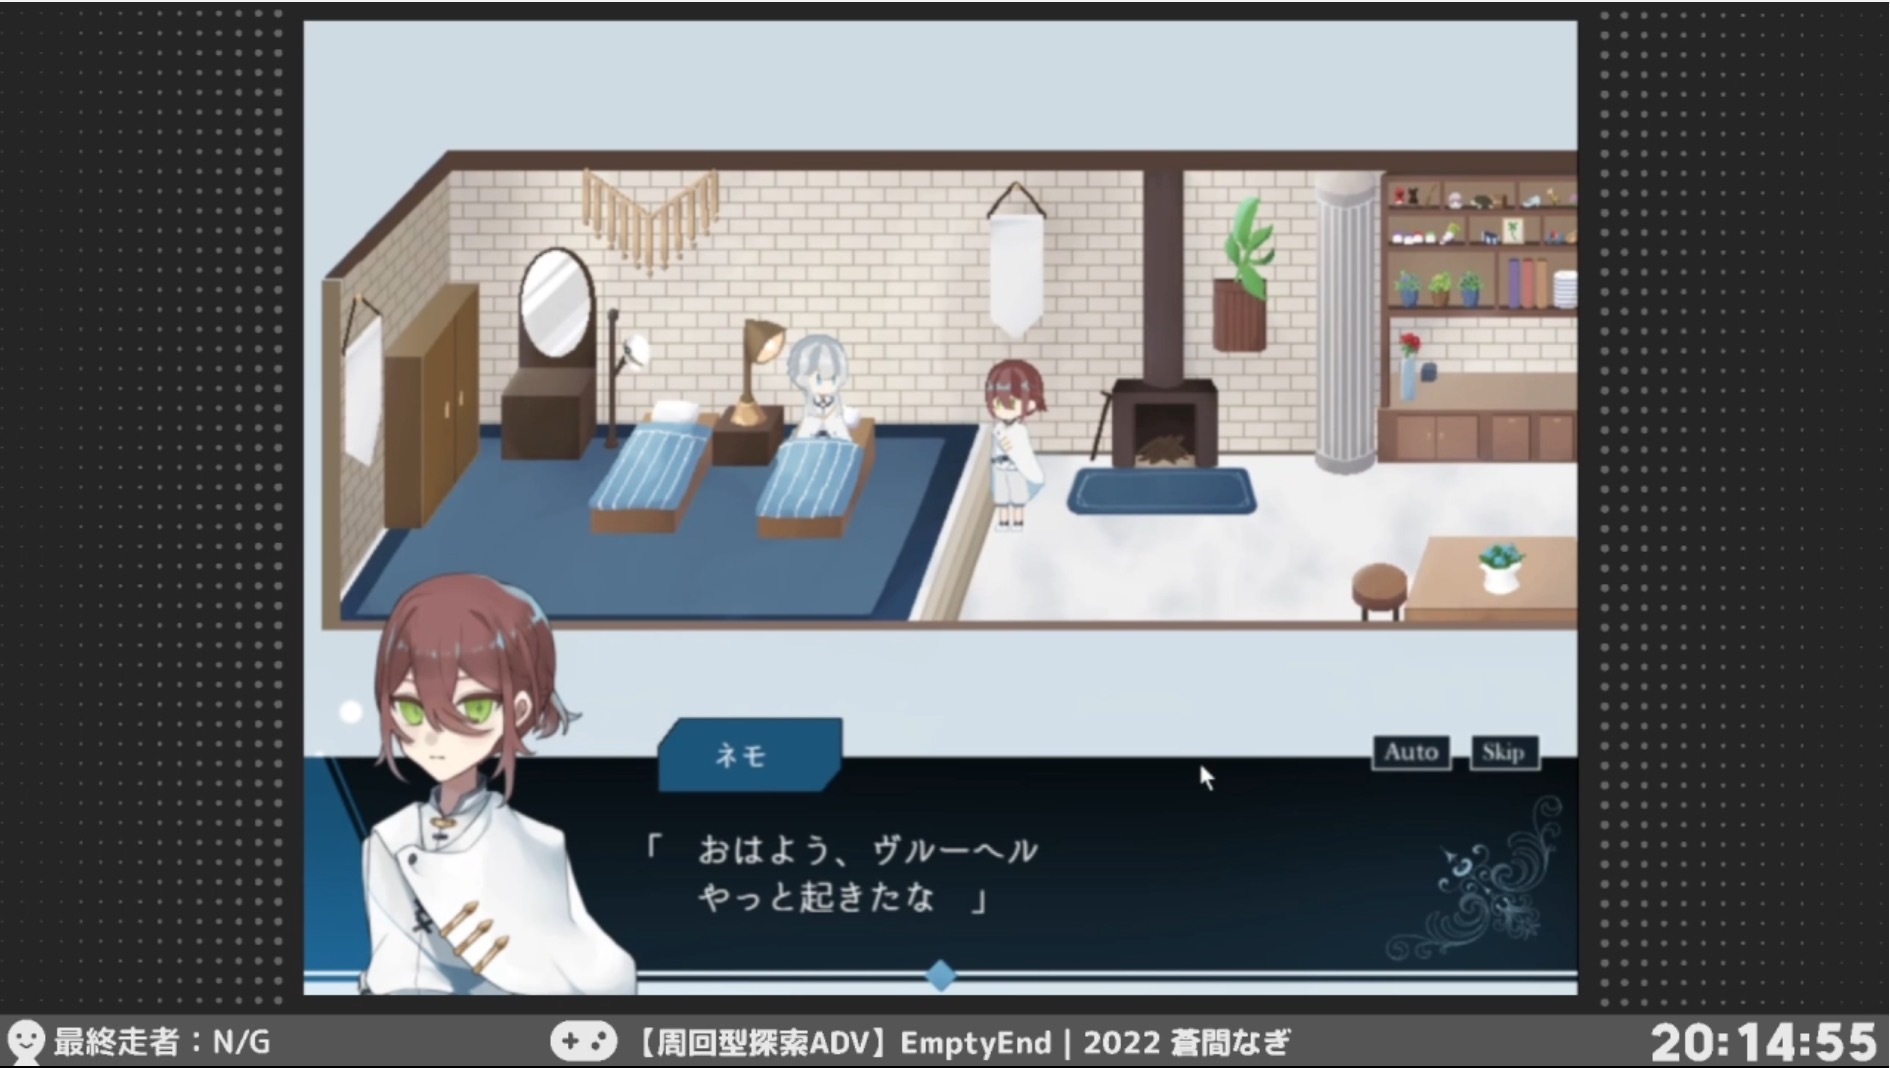 ネモ
Auto
Skip
「 おはよう、ヴルーヘル
やっと起きたな 」
最終走者：N/G
【周回型探索ADV】EmptyEnd | 2022 蒼間なぎ
20:14:55